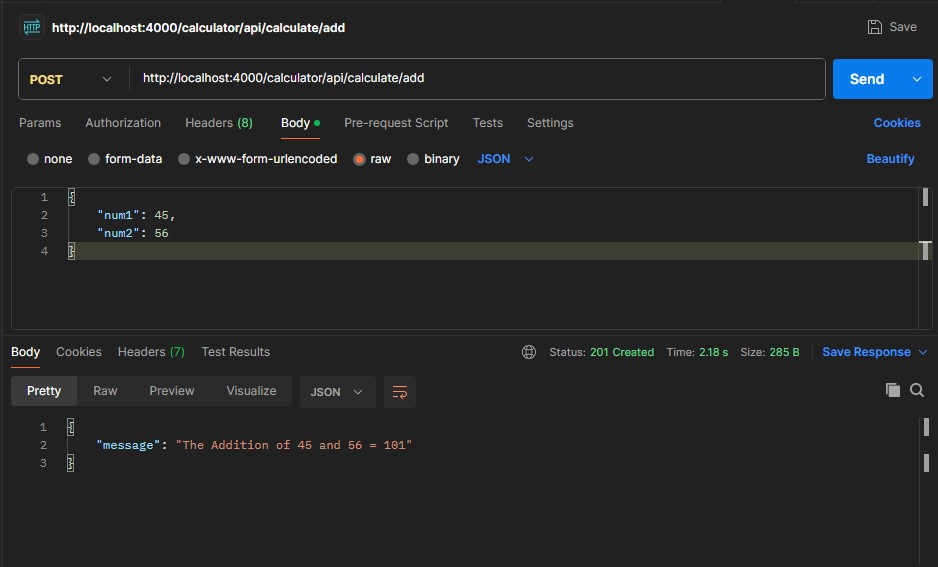 HTTP http://localhost:4000/calculator/api/calculate/add Save
POST http://localhost:4000/calculator/api/calculate/add Send
Params Authorization Headers (8) Body Pre-request Script Tests Settings Cookies
none form-data x-www-form-urlencoded raw binary JSON Beautify
1 {
2 "num1": 45,
3 "num2": 56
4 }
Body Cookies Headers (7) Test Results Status: 201 Created Time: 2.18 s Size: 285 B Save Response
Pretty Raw Preview Visualize JSON
1 {
2 "message": "The Addition of 45 and 56 = 101"
3 }